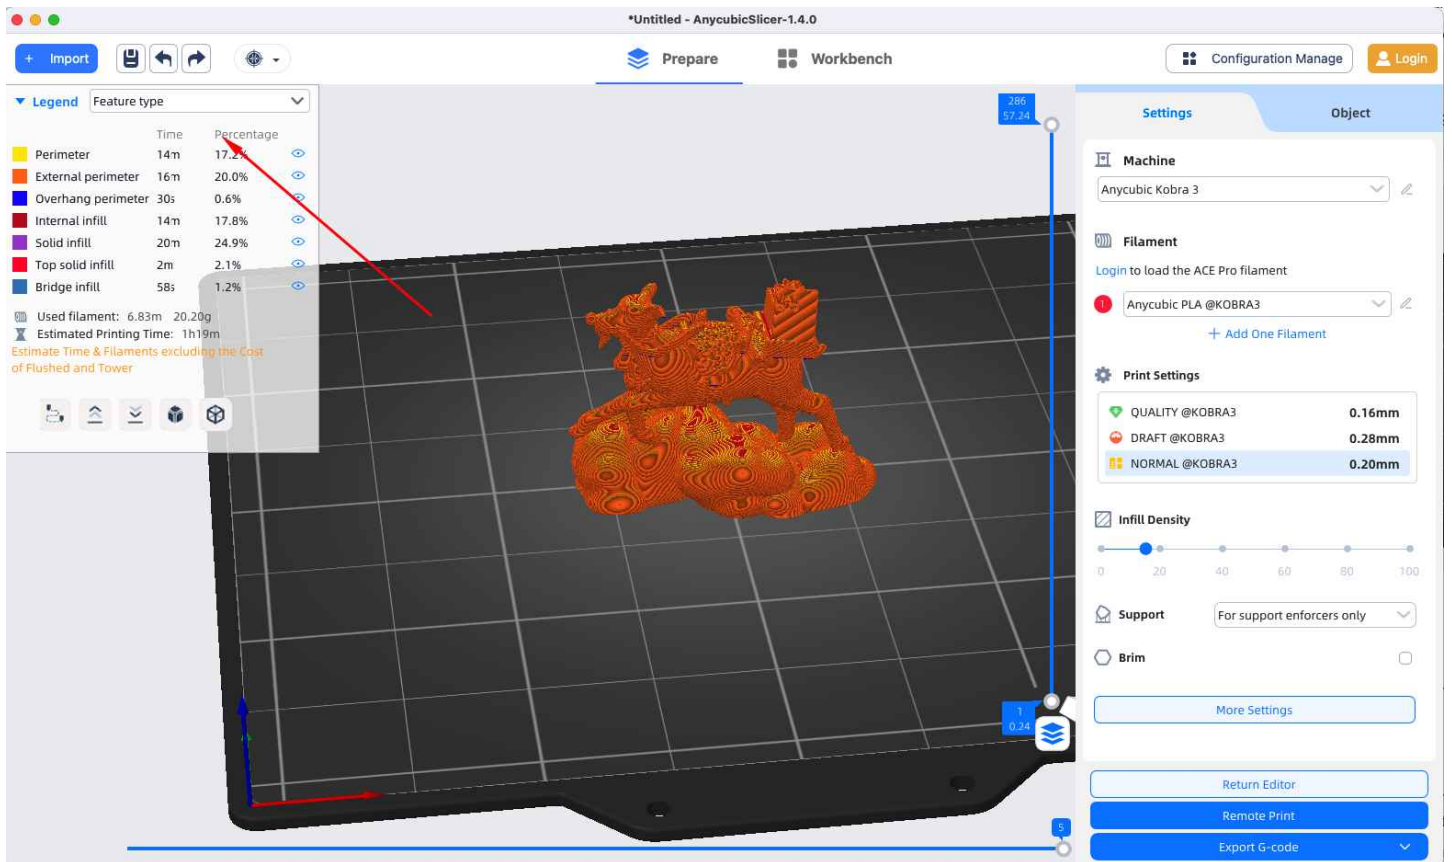 *Untitled - AnycubicSlicer-1.4.0
+ Import
Prepare
Workbench
Configuration Manage
Login
Legend Feature type
Time Percentage
Perimeter 14m 17.2%
External perimeter 16m 20.0%
Overhang perimeter 30s 0.6%
Internal infill 14m 17.8%
Solid infill 20m 24.9%
Top solid infill 2m 2.1%
Bridge infill 58s 1.2%
Used filament: 6.83m 20.20g
Estimated Printing Time: 1h19m
Estimate Time & Filaments excluding the Cost
of Flushed and Tower
286
57.24
1
0.24
5
Settings
Object
Machine
Anycubic Kobra 3
Filament
Login to load the ACE Pro filament
1 Anycubic PLA @KOBRA3
+ Add One Filament
Print Settings
QUALITY @KOBRA3 0.16mm
DRAFT @KOBRA3 0.28mm
NORMAL @KOBRA3 0.20mm
Infill Density
0 20 40 60 80 100
Support For support enforcers only
Brim
More Settings
Return Editor
Remote Print
Export G-code